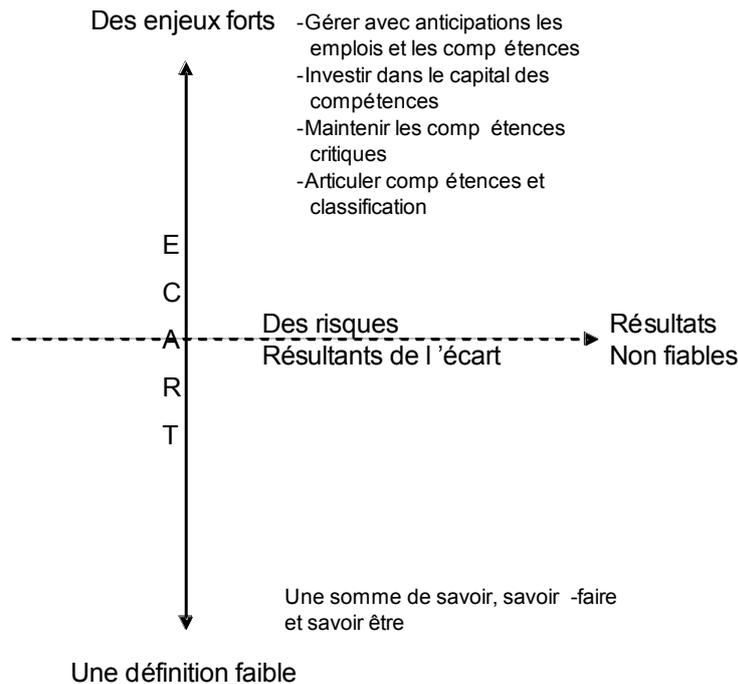 Des enjeux forts
-Gérer avec anticipations les
emplois et les comp étences
-Investir dans le capital des
compétences
-Maintenir les comp étences
critiques
-Articuler comp étences et
classification
E
C
A
R
T
Des risques
Résultants de l ’écart
Résultats
Non fiables
Une somme de savoir, savoir -faire
et savoir être
Une définition faible